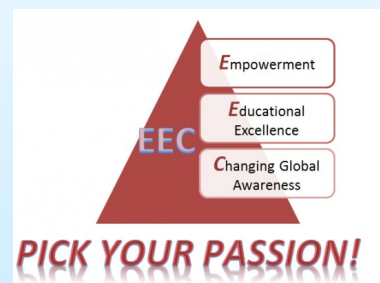 Empowerment
Educational
Excellence
EEC
Changing Global
Awareness
PICK YOUR PASSION!